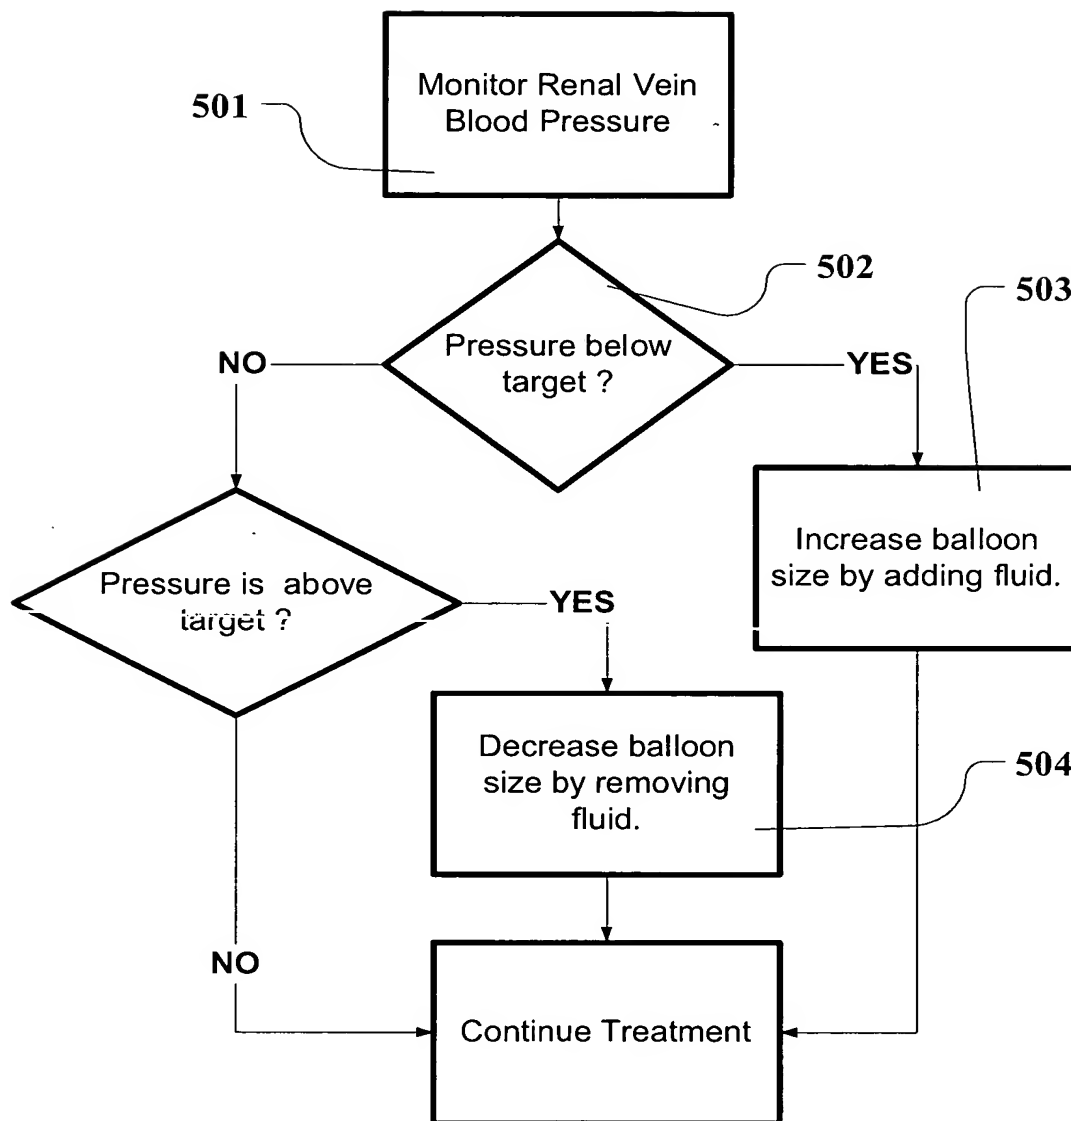 Monitor Renal Vein
Blood Pressure
501
502
Pressure below
target ?
503
NO
YES
Increase balloon
size by adding fluid.
Pressure is  above
target ?
YES
Decrease balloon
size by removing
fluid.
504
NO
Continue Treatment